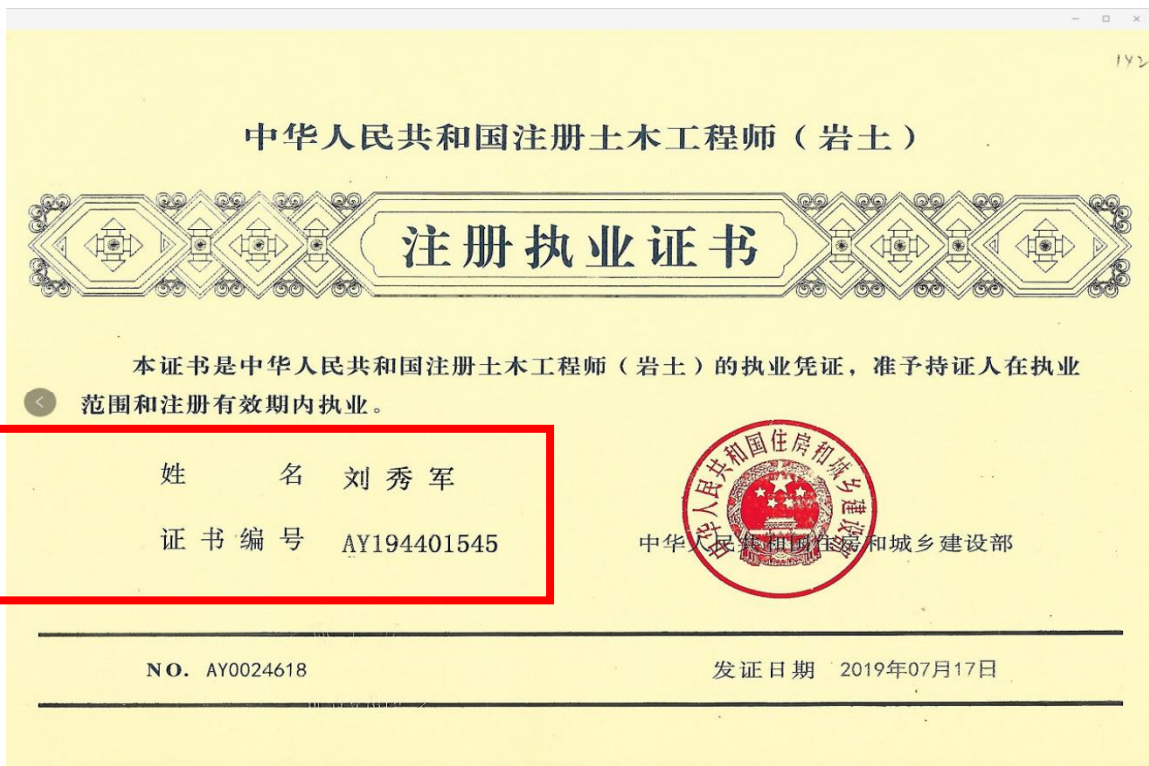 142
中华人民共和国注册土木工程师（岩土）
注册执业证书
本证书是中华人民共和国注册土木工程师（岩土）的执业凭证，准予持证人在执业
范围和注册有效期内执业。
姓 名 刘秀军
证书编号 AY194401545
中华人民共和国住房和城乡建设部
中华人民共和国住房和城乡建设部
NO. AY0024618
发证日期 2019年07月17日